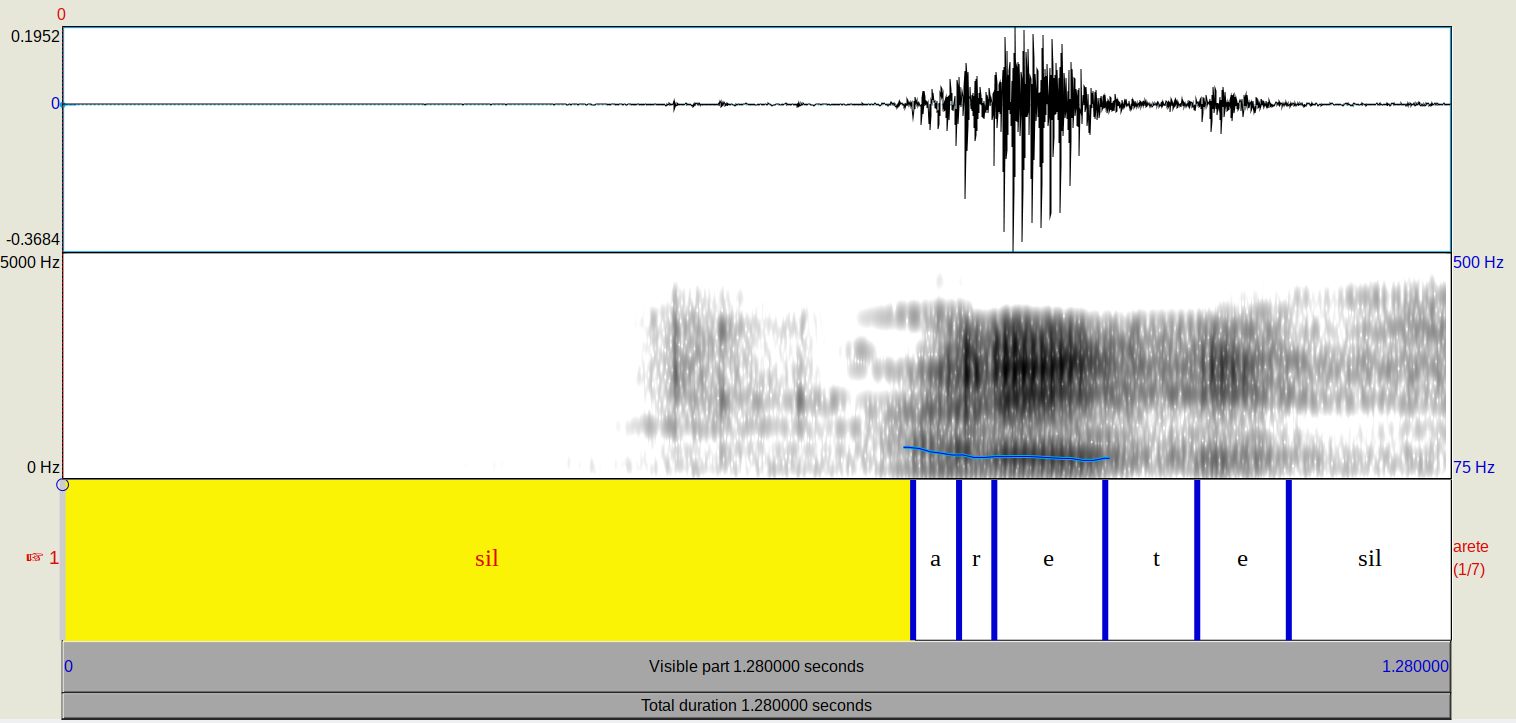 0
0.1952
0
-0.3684
5000 Hz
500 Hz
0 Hz
75 Hz
☞ 1
sil a r e t e sil
arete
(1/7)
0 Visible part 1.280000 seconds 1.280000
Total duration 1.280000 seconds